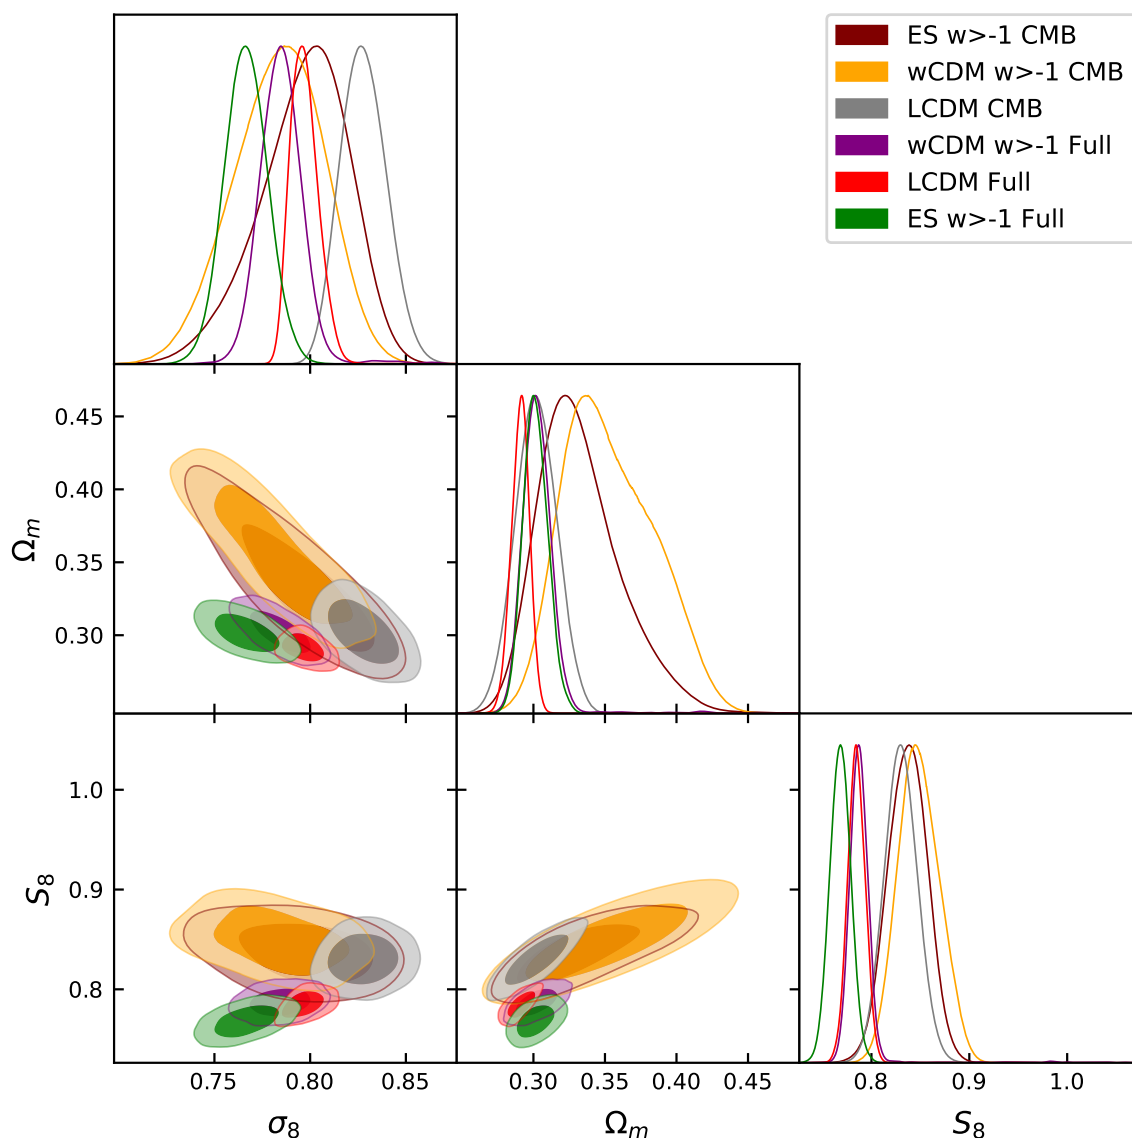 ES w>-1 CMB
wCDM w>-1 CMB
LCDM CMB
wCDM w>-1 Full
LCDM Full
ES w>-1 Full
0.45
0.40
0.35
0.30
Ωm
1.0
0.9
0.8
S8
0.75 0.80 0.85
0.30 0.35 0.40 0.45
0.8 0.9 1.0
σ8
Ωm
S8